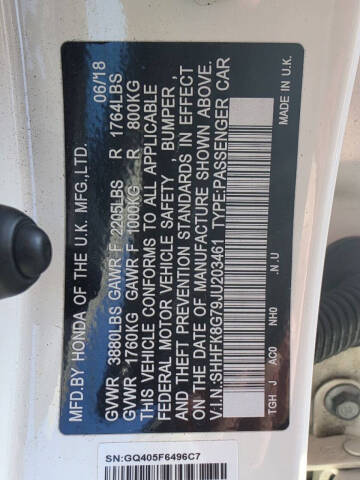 MFD.BY HONDA OF THE U.K. MFG.,LTD. 06/18
GVWR 3880LBS GAWR F 2205LBS R 1764LBS
GVWR 1760KG GAWR F 1000KG R 800KG
THIS VEHICLE CONFORMS TO ALL APPLICABLE
FEDERAL MOTOR VEHICLE SAFETY , BUMPER ,
AND THEFT PREVENTION STANDARDS IN EFFECT
ON THE DATE OF MANUFACTURE SHOWN ABOVE.
V.I.N.:SHHFK8G79JU203461 TYPE:PASSENGER CAR
N.U MADE IN U.K.
TGH J AC0 NH0
SN:GQ405F6496C7